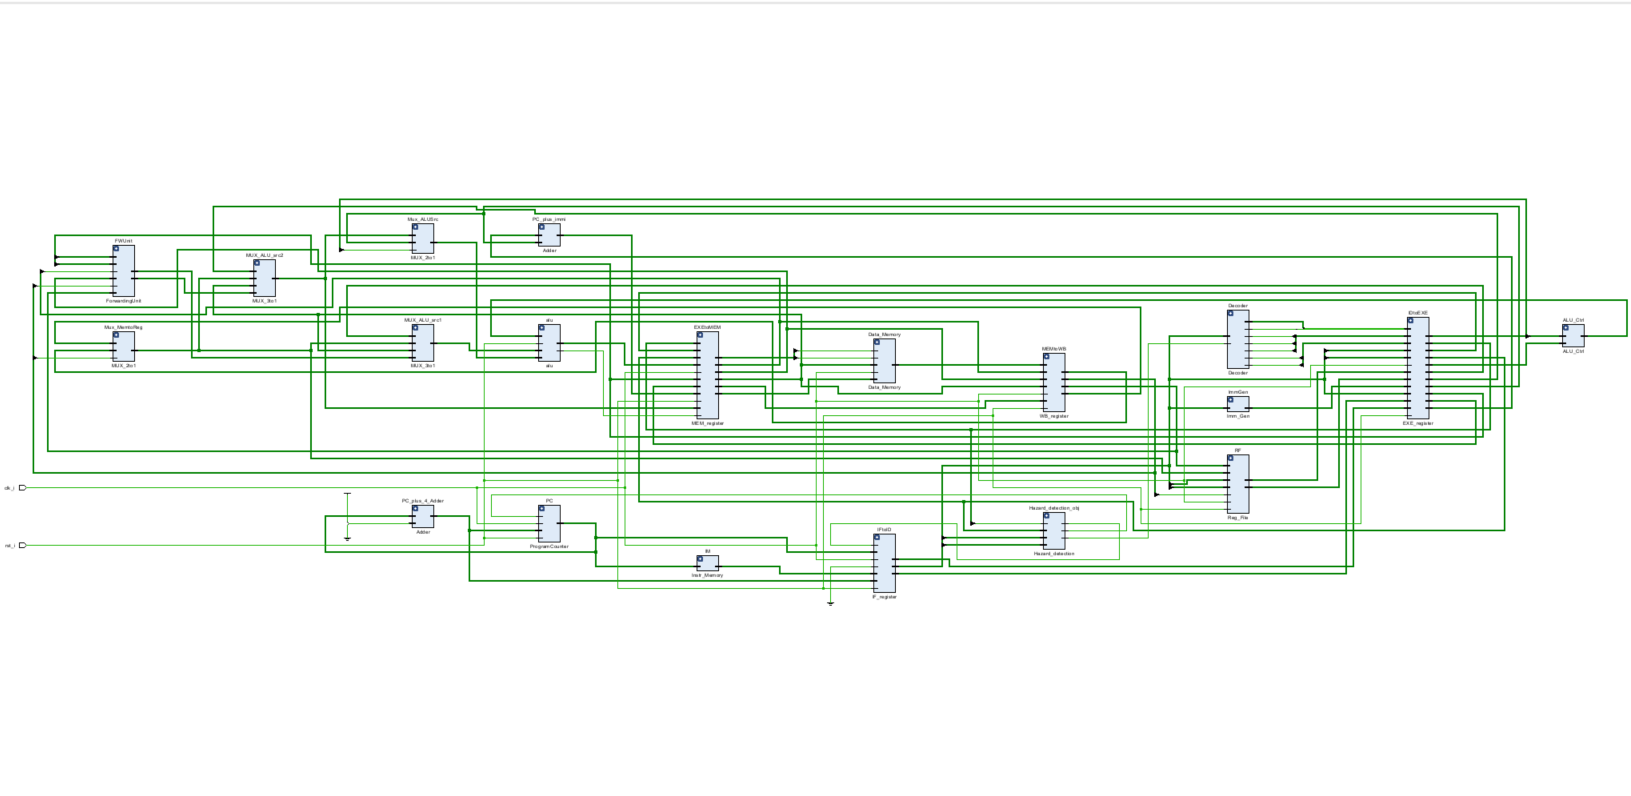 Mux_ALUSrc
PC_plus_imm
MUX_2to1
Adder
FWUnit
ForwardingUnit
MUX_ALU_src2
MUX_3to1
Mux_MemtoReg
MUX_2to1
MUX_ALU_src1
MUX_3to1
alu
alu
EXEtoMEM
MEM_register
Data_Memory
Data_Memory
MEMtoWB
WB_register
Decoder
Decoder
ImmGen
Imm_Gen
IDtoEXE
EXE_register
ALU_Ctrl
ALU_Ctrl
RF
Reg_File
clk_i
rst_i
PC_plus_4_Adder
Adder
PC
ProgramCounter
IM
Instr_Memory
IFtoID
IF_register
Hazard_detection_obj
Hazard_detection